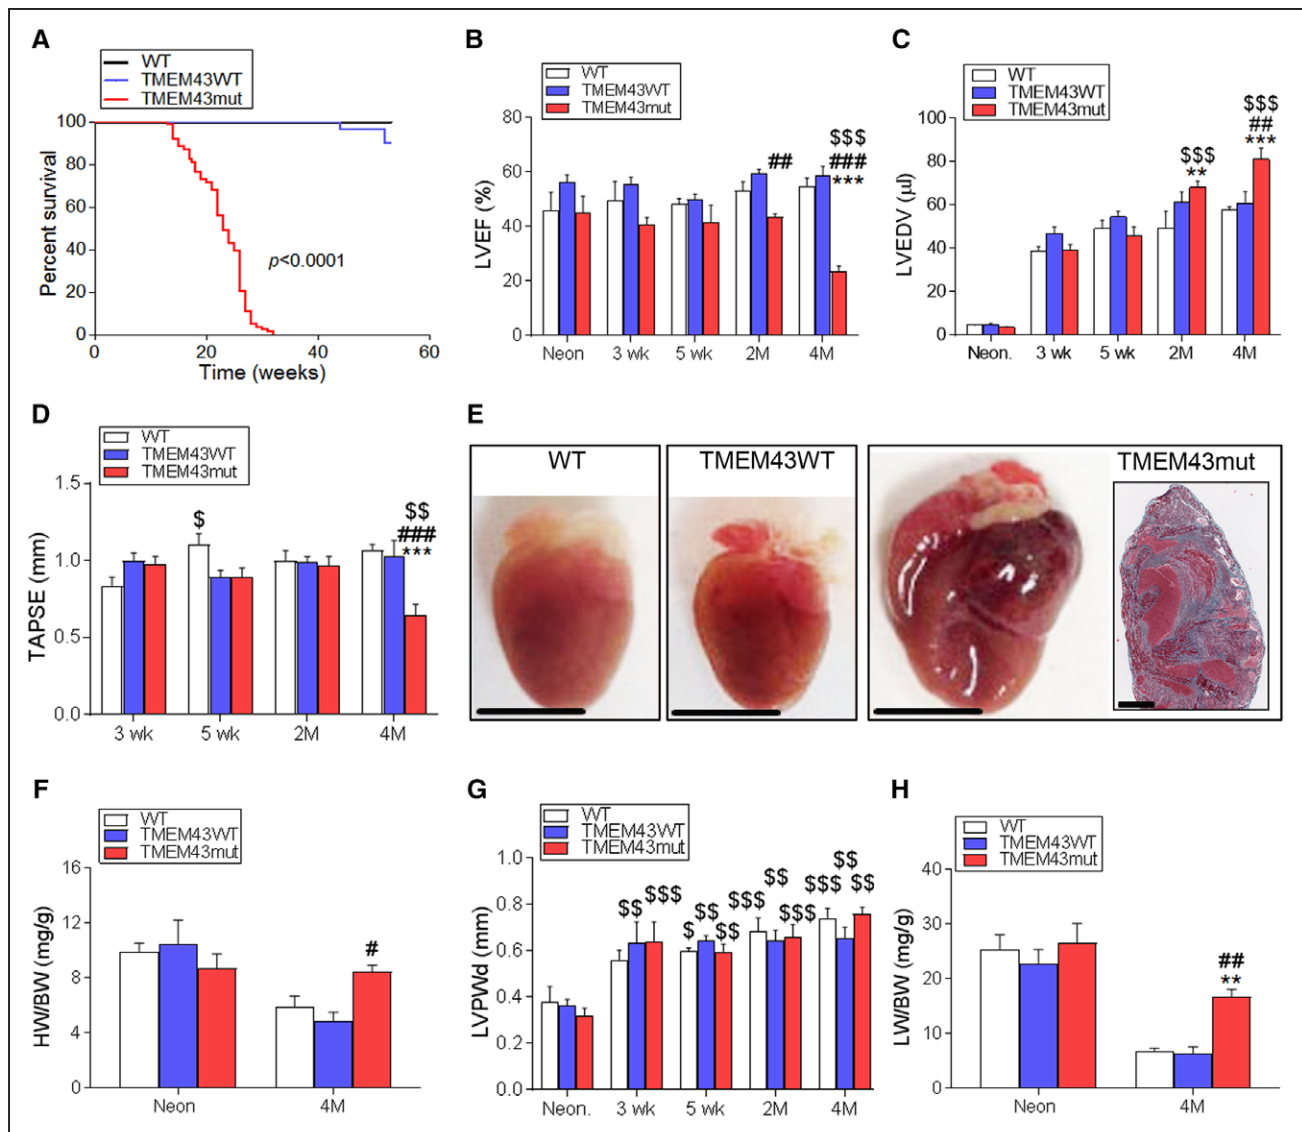 A
WT
TMEM43WT
TMEM43mut
100
80
60
40
20
0
Percent survival
p<0.0001
0 20 40 60
Time (weeks)
B
WT
TMEM43WT
TMEM43mut
80
60
40
20
0
LVEF (%)
##
$$$
###
***
Neon. 3 wk 5 wk 2M 4M
C
WT
TMEM43WT
TMEM43mut
100
80
60
40
20
0
LVEDV (µl)
$$$
**
$$$
##
***
Neon. 3 wk 5 wk 2M 4M
D
WT
TMEM43WT
TMEM43mut
1.5
1.0
0.5
0.0
TAPSE (mm)
$
$$
###
***
3 wk 5 wk 2M 4M
E
WT
TMEM43WT
TMEM43mut
F
WT
TMEM43WT
TMEM43mut
16
12
8
4
0
HW/BW (mg/g)
#
Neon 4M
G
WT
TMEM43WT
TMEM43mut
1.0
0.8
0.6
0.4
0.2
0.0
LVPWd (mm)
$$ $$$
$ $$ $$
$$$ $$ $$$
$$$ $$ $$
Neon. 3 wk 5 wk 2M 4M
H
WT
TMEM43WT
TMEM43mut
40
30
20
10
0
LW/BW (mg/g)
##
**
Neon 4M